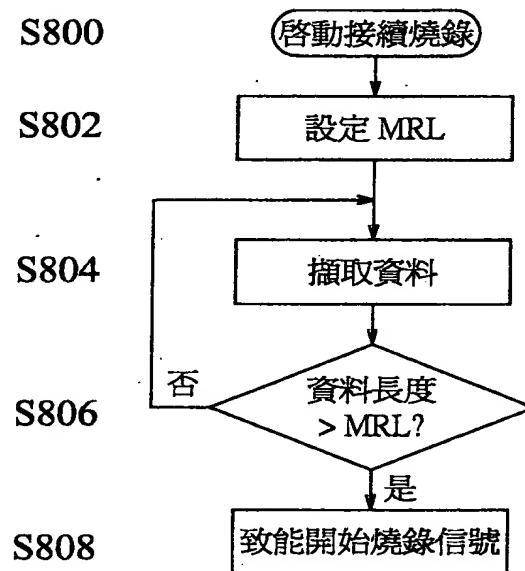 S800
啓動接續燒錄
S802
設定 MRL
S804
擷取資料
否
S806
資料長度
> MRL?
是
S808
致能開始燒錄信號